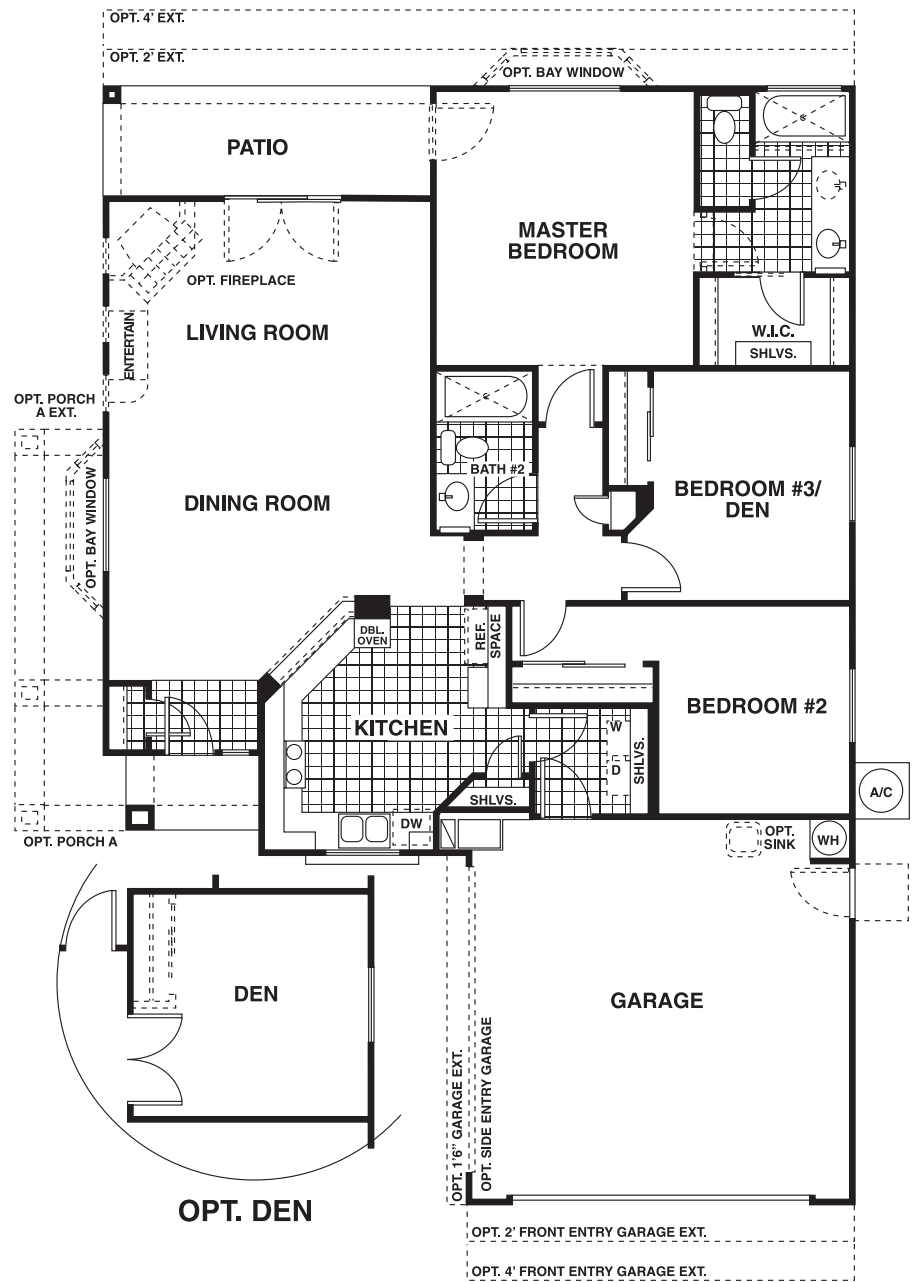 OPT. 4' EXT.
OPT. 2' EXT.
OPT. BAY WINDOW
PATIO
MASTER
BEDROOM
OPT. FIREPLACE
LIVING ROOM
ENTERTAIN.
W.I.C.
SHLVS.
OPT. PORCH
A EXT.
BATH #2
DINING ROOM
BEDROOM #3/
DEN
OPT. BAY WINDOW
DBL.
OVEN
REF.
SPACE
KITCHEN
BEDROOM #2
W
D
SHLVS.
SHLVS.
A/C
DW
OPT. PORCH A
OPT.
SINK
WH
DEN
GARAGE
OPT. 1'6" GARAGE EXT.
OPT. SIDE ENTRY GARAGE
OPT. DEN
OPT. 2' FRONT ENTRY GARAGE EXT.
OPT. 4' FRONT ENTRY GARAGE EXT.